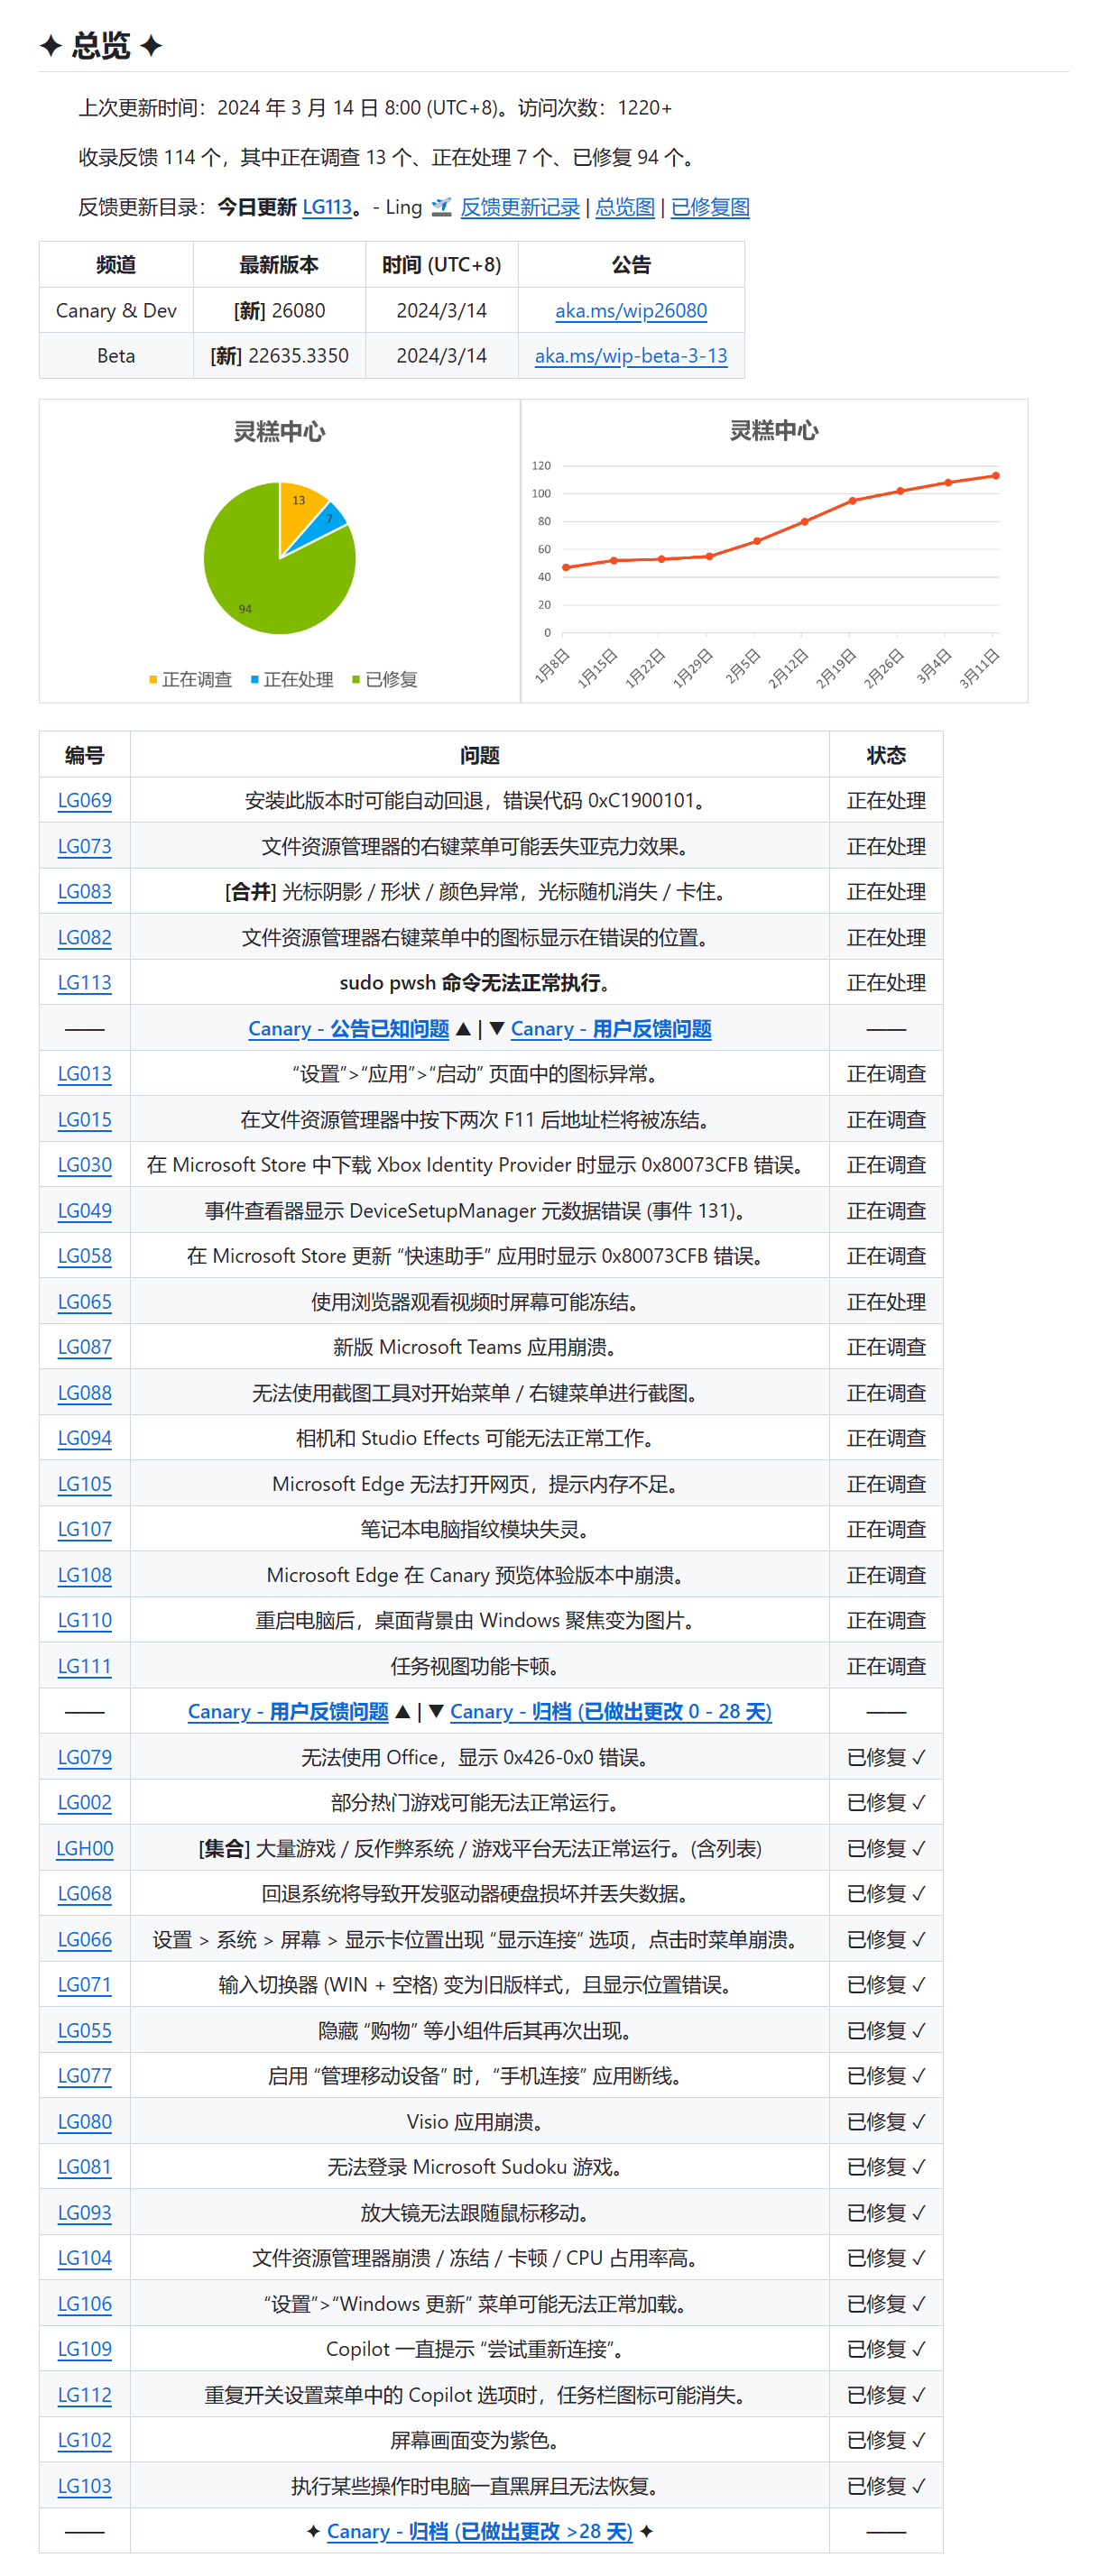 ✦ 总览 ✦
上次更新时间：2024 年 3 月 14 日 8:00 (UTC+8)。访问次数：1220+
收录反馈 114 个，其中正在调查 13 个、正在处理 7 个、已修复 94 个。
反馈更新目录：今日更新 LG113。- Ling 🛫 反馈更新记录 | 总览图 | 已修复图
频道 最新版本 时间 (UTC+8) 公告
Canary & Dev [新] 26080 2024/3/14 aka.ms/wip26080
Beta [新] 22635.3350 2024/3/14 aka.ms/wip-beta-3-13
灵糕中心
13
7
94
正在调查 正在处理 已修复
灵糕中心
120
100
80
60
40
20
0
1月8日 1月15日 1月22日 1月29日 2月5日 2月12日 2月19日 2月26日 3月4日 3月11日
编号 问题 状态
LG069 安装此版本时可能自动回退，错误代码 0xC1900101。 正在处理
LG073 文件资源管理器的右键菜单可能丢失亚克力效果。 正在处理
LG083 [合并] 光标阴影 / 形状 / 颜色异常，光标随机消失 / 卡住。 正在处理
LG082 文件资源管理器右键菜单中的图标显示在错误的位置。 正在处理
LG113 sudo pwsh 命令无法正常执行。 正在处理
—— Canary - 公告已知问题 ▲ | ▼ Canary - 用户反馈问题 ——
LG013 “设置”>“应用”>“启动” 页面中的图标异常。 正在调查
LG015 在文件资源管理器中按下两次 F11 后地址栏将被冻结。 正在调查
LG030 在 Microsoft Store 中下载 Xbox Identity Provider 时显示 0x80073CFB 错误。 正在调查
LG049 事件查看器显示 DeviceSetupManager 元数据错误 (事件 131)。 正在调查
LG058 在 Microsoft Store 更新 “快速助手” 应用时显示 0x80073CFB 错误。 正在调查
LG065 使用浏览器观看视频时屏幕可能冻结。 正在处理
LG087 新版 Microsoft Teams 应用崩溃。 正在调查
LG088 无法使用截图工具对开始菜单 / 右键菜单进行截图。 正在调查
LG094 相机和 Studio Effects 可能无法正常工作。 正在调查
LG105 Microsoft Edge 无法打开网页，提示内存不足。 正在调查
LG107 笔记本电脑指纹模块失灵。 正在调查
LG108 Microsoft Edge 在 Canary 预览体验版本中崩溃。 正在调查
LG110 重启电脑后，桌面背景由 Windows 聚焦变为图片。 正在调查
LG111 任务视图功能卡顿。 正在调查
—— Canary - 用户反馈问题 ▲ | ▼ Canary - 归档 (已做出更改 0 - 28 天) ——
LG079 无法使用 Office，显示 0x426-0x0 错误。 已修复 ✓
LG002 部分热门游戏可能无法正常运行。 已修复 ✓
LGH00 [集合] 大量游戏 / 反作弊系统 / 游戏平台无法正常运行。(含列表) 已修复 ✓
LG068 回退系统将导致开发驱动器硬盘损坏并丢失数据。 已修复 ✓
LG066 设置 > 系统 > 屏幕 > 显示卡位置出现 “显示连接” 选项，点击时菜单崩溃。 已修复 ✓
LG071 输入切换器 (WIN + 空格) 变为旧版样式，且显示位置错误。 已修复 ✓
LG055 隐藏 “购物” 等小组件后其再次出现。 已修复 ✓
LG077 启用 “管理移动设备” 时，“手机连接” 应用断线。 已修复 ✓
LG080 Visio 应用崩溃。 已修复 ✓
LG081 无法登录 Microsoft Sudoku 游戏。 已修复 ✓
LG093 放大镜无法跟随鼠标移动。 已修复 ✓
LG104 文件资源管理器崩溃 / 冻结 / 卡顿 / CPU 占用率高。 已修复 ✓
LG106 “设置”>“Windows 更新” 菜单可能无法正常加载。 已修复 ✓
LG109 Copilot 一直提示 “尝试重新连接”。 已修复 ✓
LG112 重复开关设置菜单中的 Copilot 选项时，任务栏图标可能消失。 已修复 ✓
LG102 屏幕画面变为紫色。 已修复 ✓
LG103 执行某些操作时电脑一直黑屏且无法恢复。 已修复 ✓
—— ✦ Canary - 归档 (已做出更改 >28 天) ✦ ——